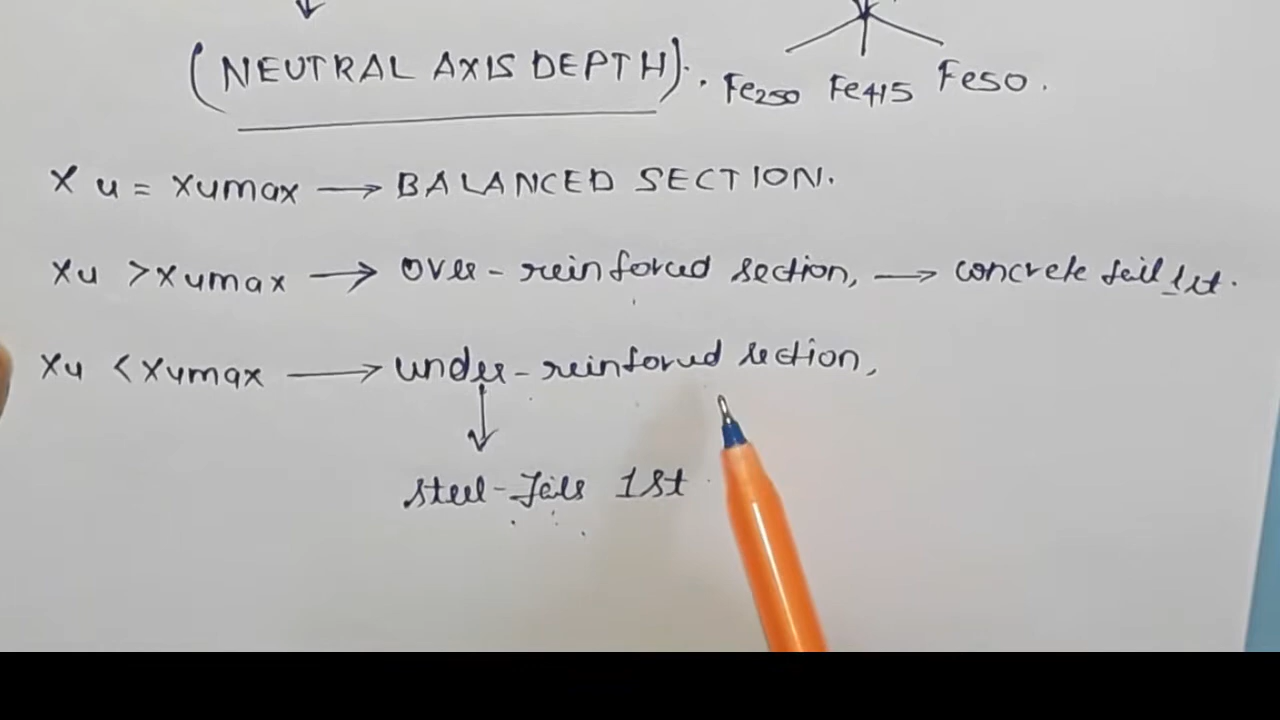 (NEUTRAL AXIS DEPTH). Fe250 Fe415 Fe50.
Xu = Xumax → BALANCED SECTION.
Xu > Xumax → over-reinforced section, → concrete fail 1st.
Xu < Xumax → under-reinforced section,
steel-fails 1st